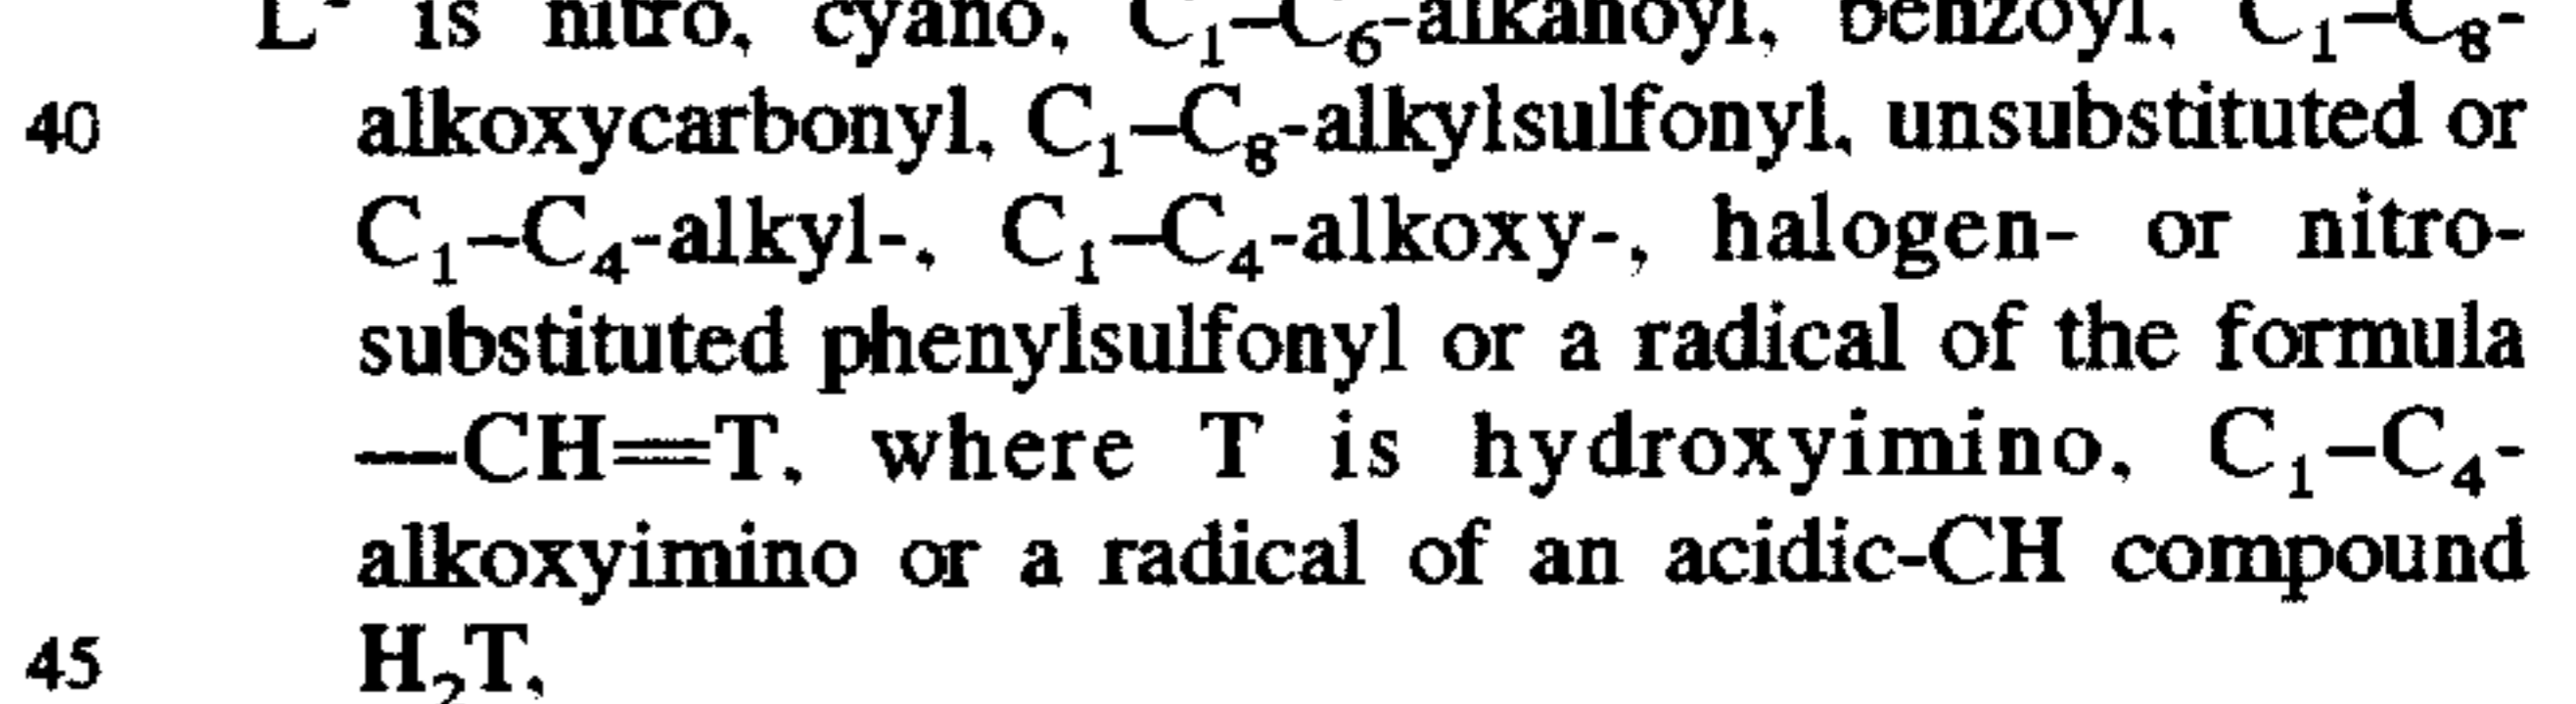 L is nitro, cyano, C₁–C₆-alkanoyl, benzoyl, C₁–C₈-
40 alkoxycarbonyl, C₁–C₈-alkylsulfonyl, unsubstituted or
C₁–C₄-alkyl-, C₁–C₄-alkoxy-, halogen- or nitro-
substituted phenylsulfonyl or a radical of the formula
—CH═T, where T is hydroxyimino, C₁–C₄-
alkoxyimino or a radical of an acidic-CH compound
45 H₂T,